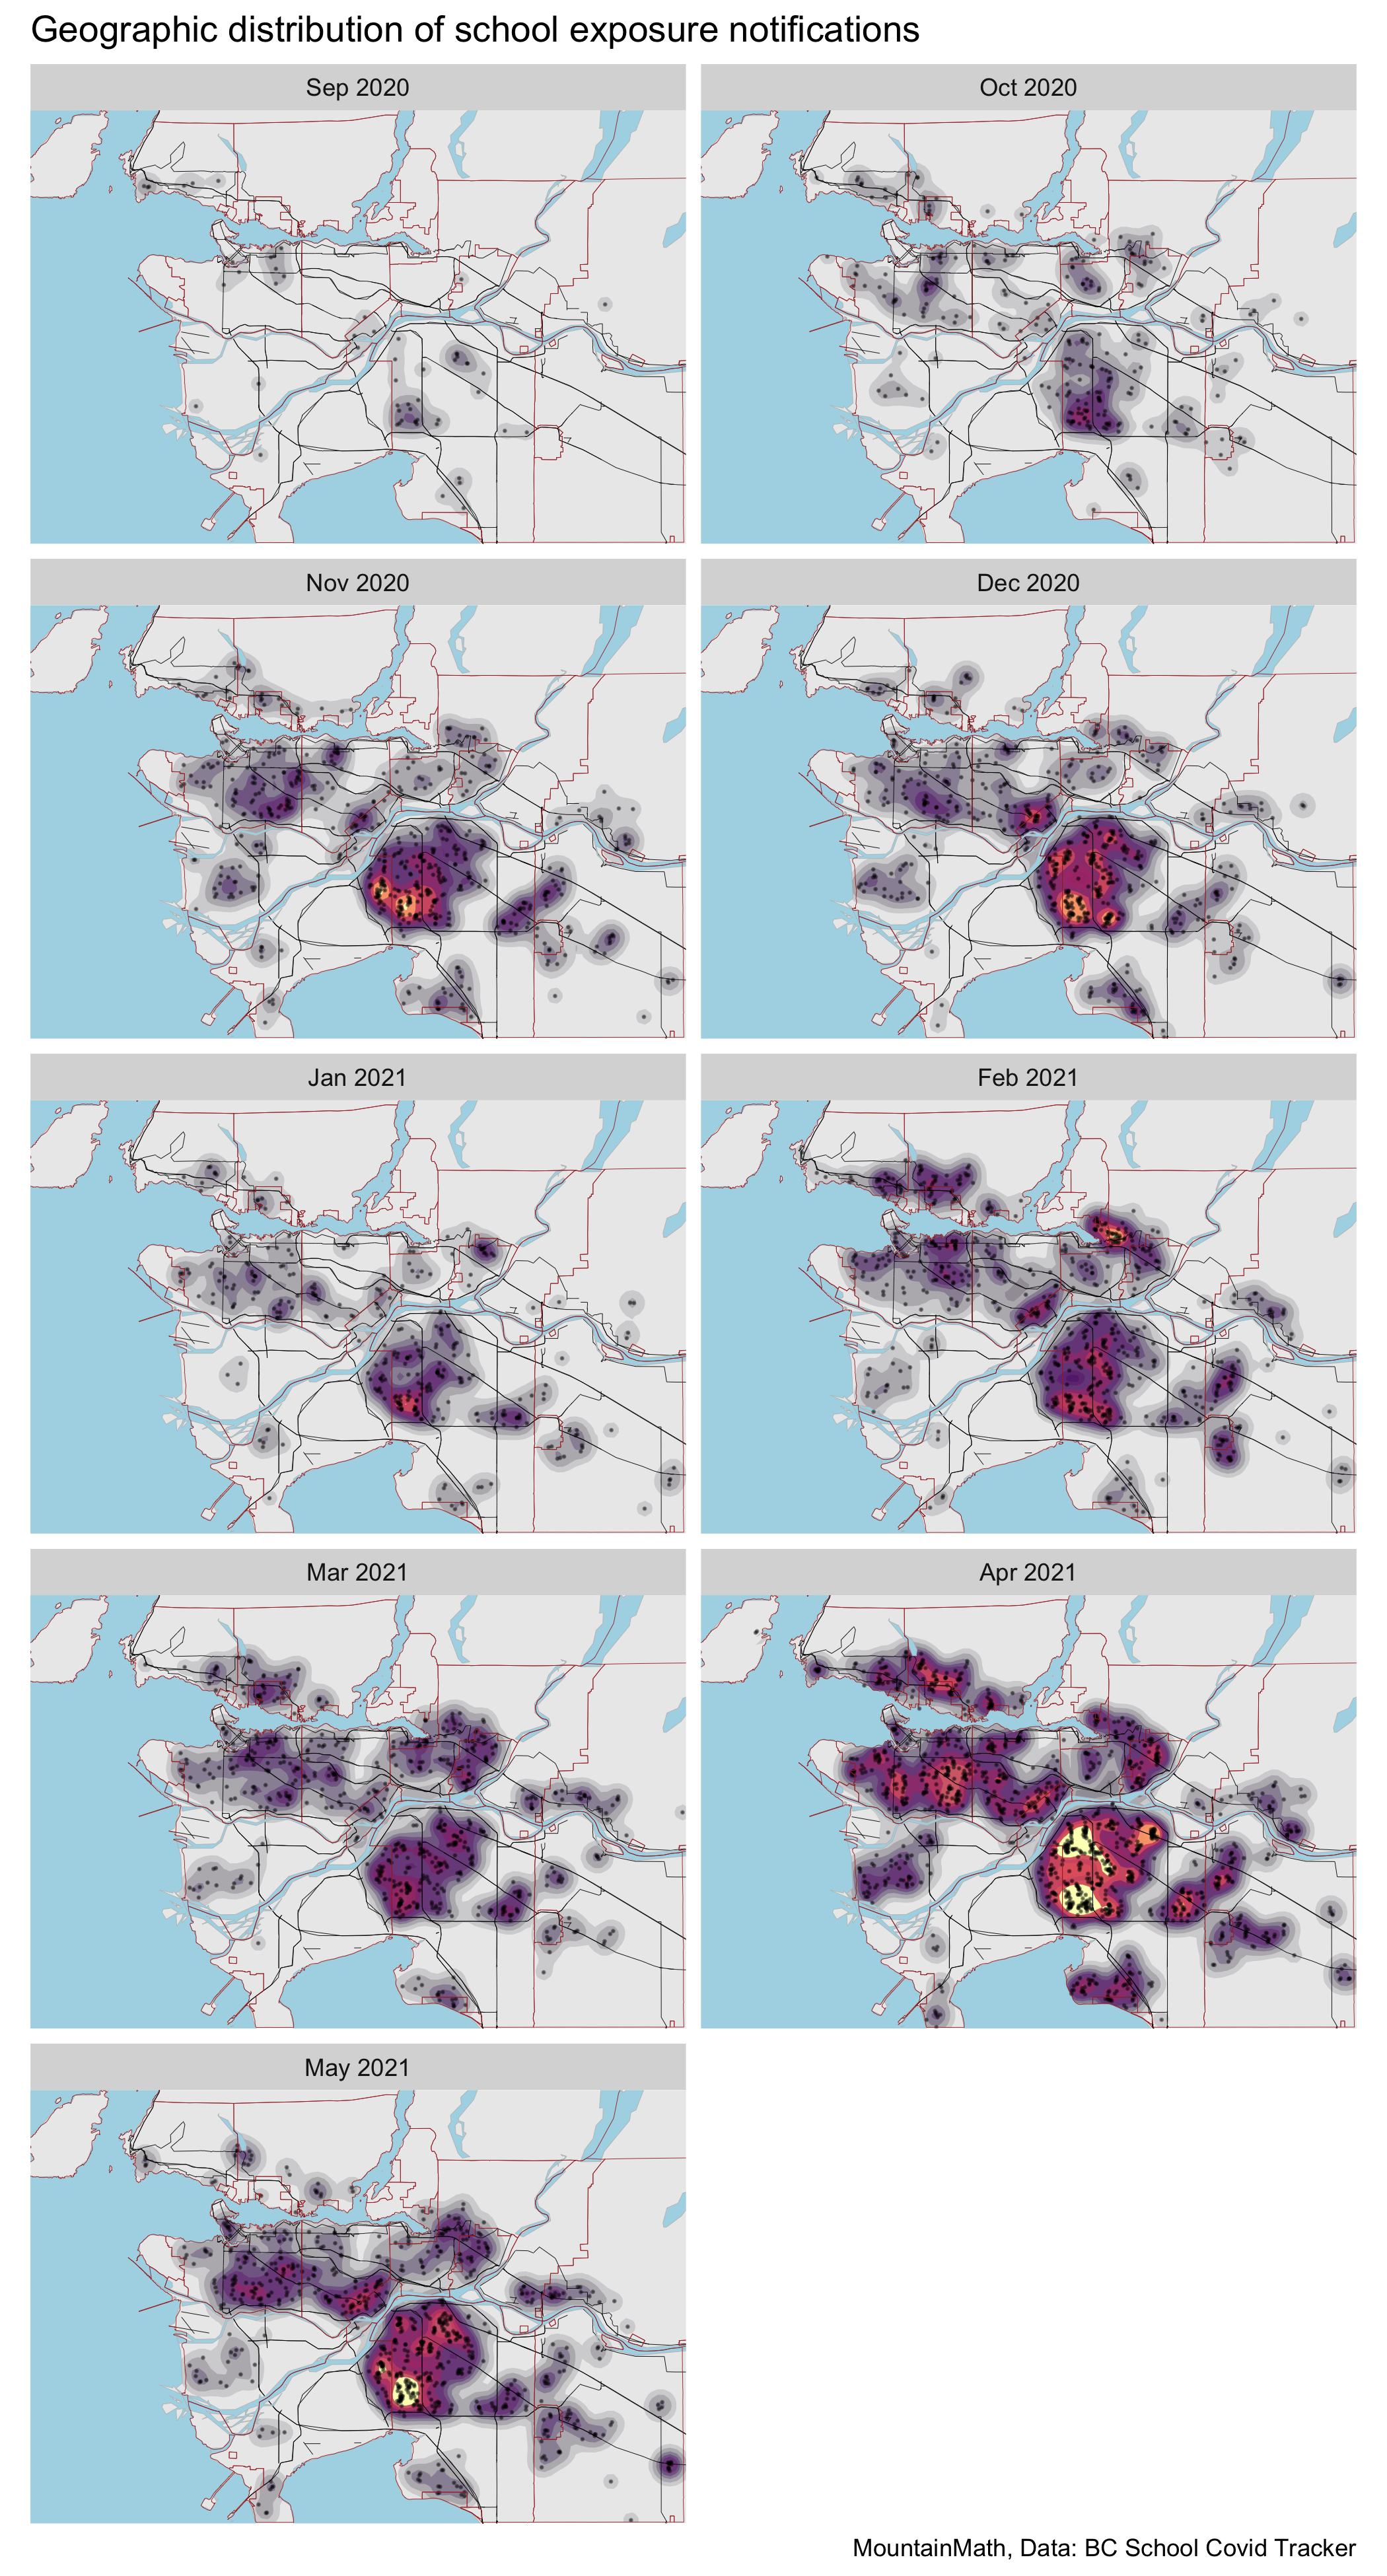 Geographic distribution of school exposure notifications
Sep 2020
Oct 2020
Nov 2020
Dec 2020
Jan 2021
Feb 2021
Mar 2021
Apr 2021
May 2021
MountainMath, Data: BC School Covid Tracker